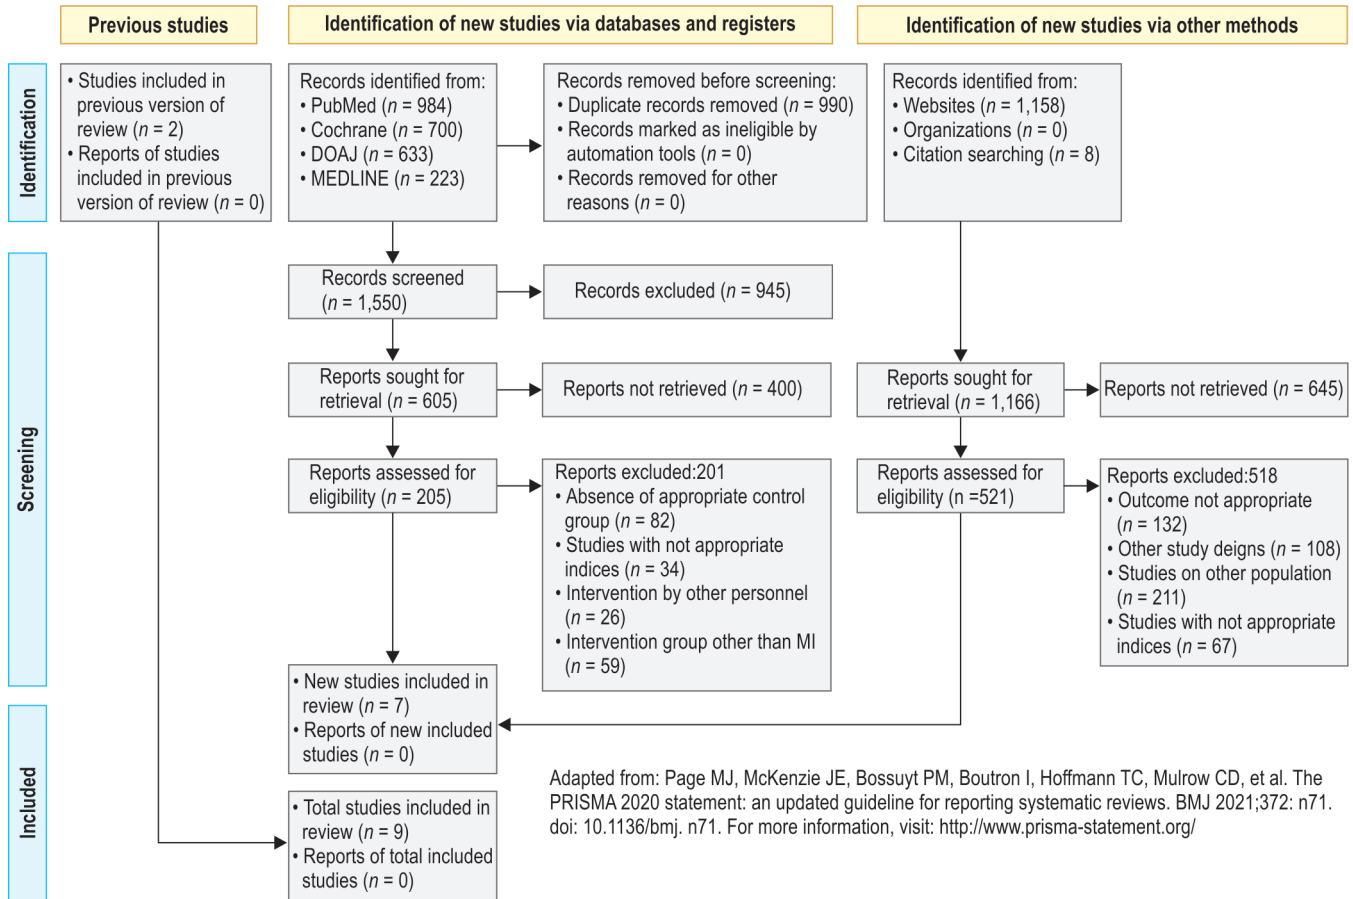 Previous studies
Identification of new studies via databases and registers
Identification of new studies via other methods
Identification
• Studies included in
previous version of
review (n = 2)
• Reports of studies
included in previous
version of review (n = 0)
Records identified from:
• PubMed (n = 984)
• Cochrane (n = 700)
• DOAJ (n = 633)
• MEDLINE (n = 223)
Records removed before screening:
• Duplicate records removed (n = 990)
• Records marked as ineligible by
automation tools (n = 0)
• Records removed for other
reasons (n = 0)
Records identified from:
• Websites (n = 1,158)
• Organizations (n = 0)
• Citation searching (n = 8)
Screening
Records screened
(n = 1,550)
Records excluded (n = 945)
Reports sought for
retrieval (n = 605)
Reports not retrieved (n = 400)
Reports sought for
retrieval (n = 1,166)
Reports not retrieved (n = 645)
Reports assessed for
eligibility (n = 205)
Reports excluded:201
• Absence of appropriate control
group (n = 82)
• Studies with not appropriate
indices (n = 34)
• Intervention by other personnel
(n = 26)
• Intervention group other than MI
(n = 59)
Reports assessed for
eligibility (n =521)
Reports excluded:518
• Outcome not appropriate
(n = 132)
• Other study deigns (n = 108)
• Studies on other population
(n = 211)
• Studies with not appropriate
indices (n = 67)
Included
• New studies included in
review (n = 7)
• Reports of new included
studies (n = 0)
• Total studies included in
review (n = 9)
• Reports of total included
studies (n = 0)
Adapted from: Page MJ, McKenzie JE, Bossuyt PM, Boutron I, Hoffmann TC, Mulrow CD, et al. The
PRISMA 2020 statement: an updated guideline for reporting systematic reviews. BMJ 2021;372: n71.
doi: 10.1136/bmj. n71. For more information, visit: http://www.prisma-statement.org/